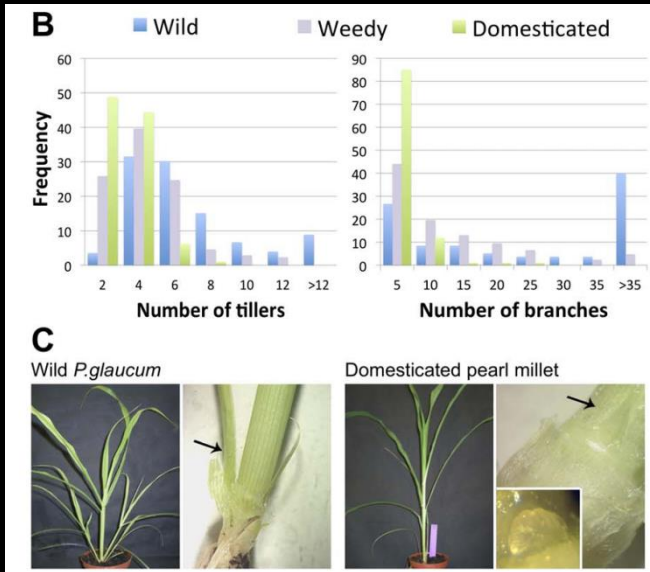 B
Wild Weedy Domesticated
60
50
40
30
20
10
0
Frequency
2 4 6 8 10 12 >12
Number of tillers
90
80
70
60
50
40
30
20
10
0
5 10 15 20 25 30 35 >35
Number of branches
C
Wild P.glaucum
Domesticated pearl millet